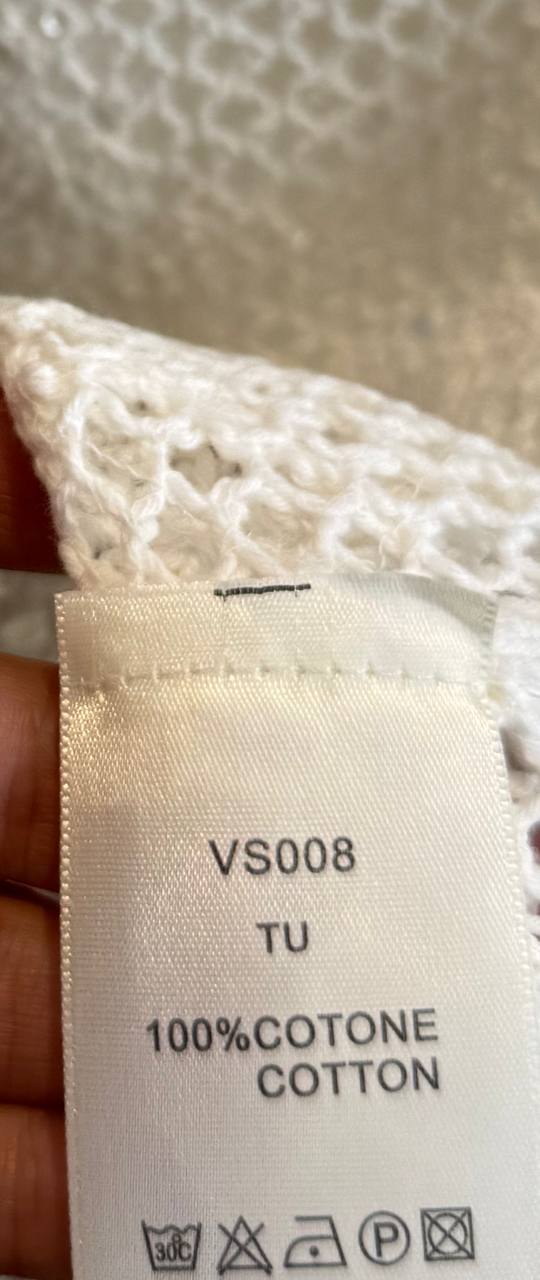 VS008
TU
100%COTONE
COTTON
30C P